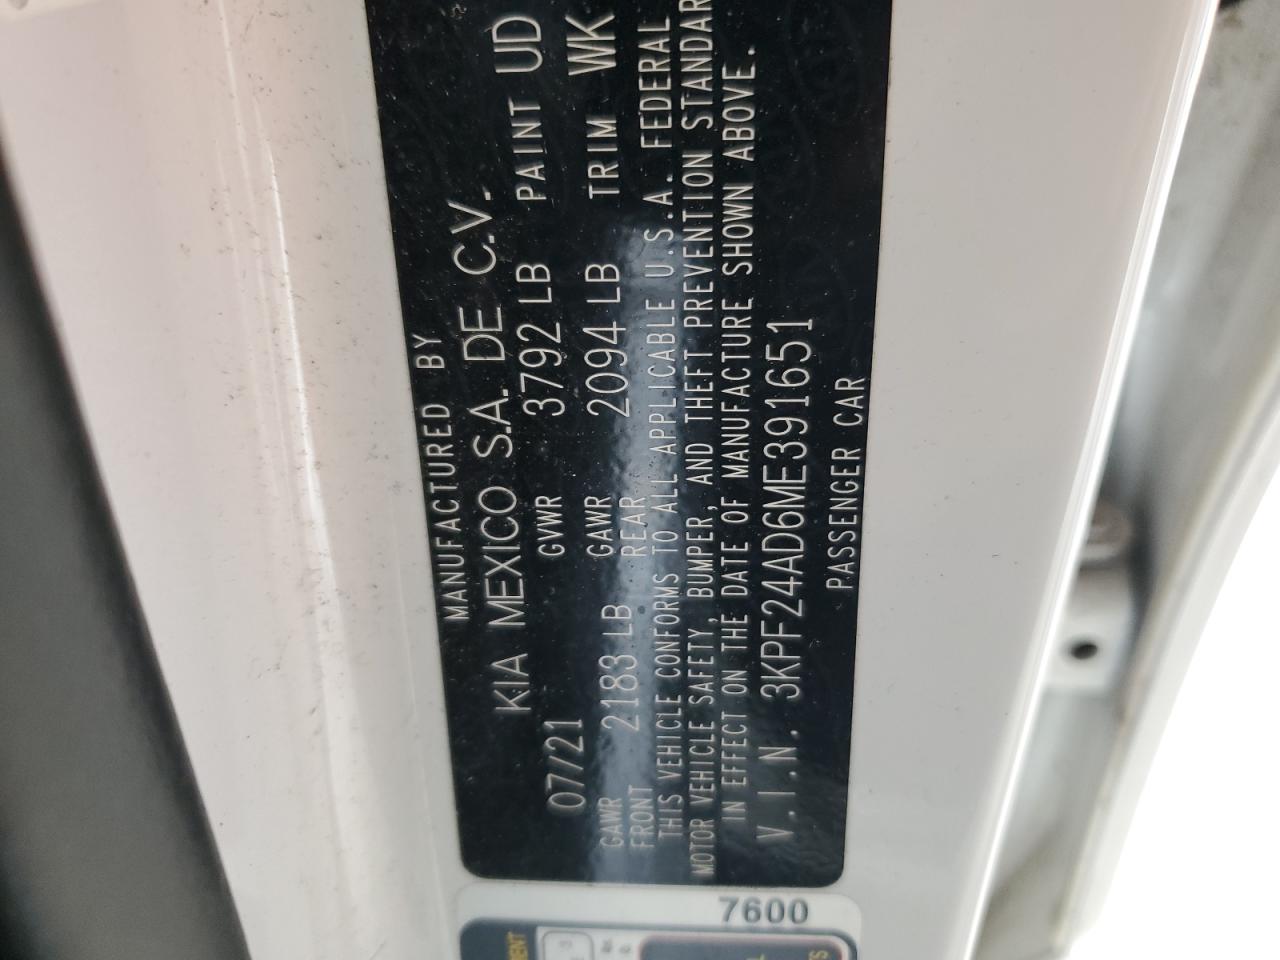 MANUFACTURED BY
KIA MEXICO S.A. DE C.V.
07/21 GVWR 3792 LB PAINT UD
GAWR FRONT 2183 LB GAWR REAR 2094 LB TRIM WK
THIS VEHICLE CONFORMS TO ALL APPLICABLE U.S.A. FEDERAL
MOTOR VEHICLE SAFETY, BUMPER, AND THEFT PREVENTION STANDAR
IN EFFECT ON THE DATE OF MANUFACTURE SHOWN ABOVE.
V.I.N. 3KPF24AD6ME391651
PASSENGER CAR
7600